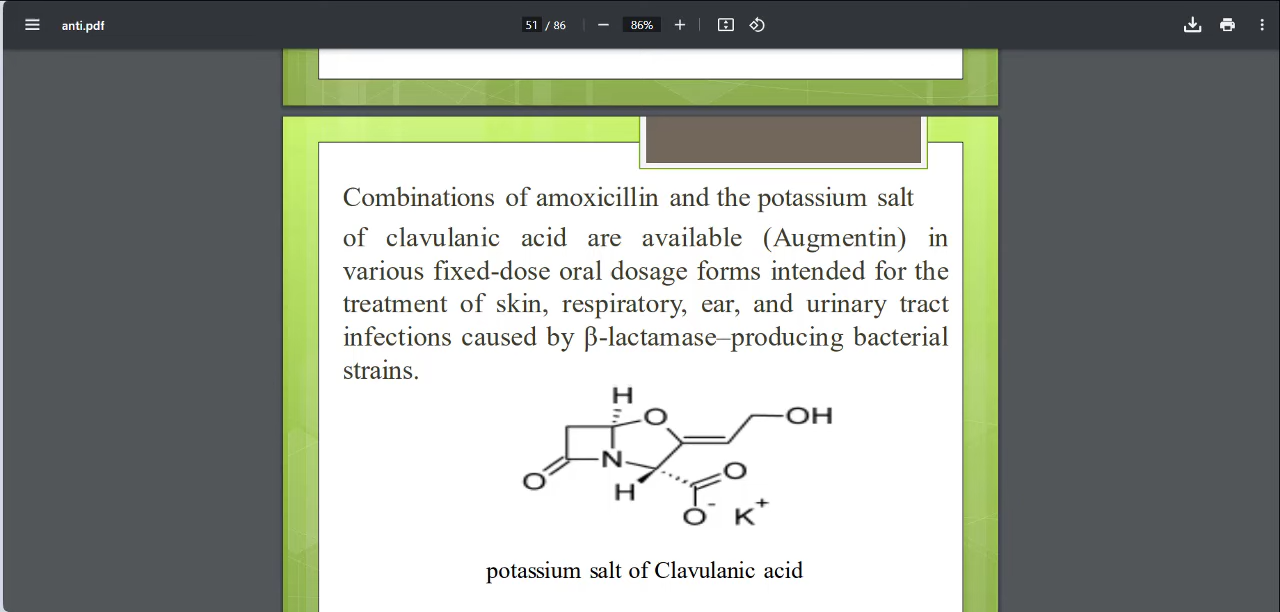 anti.pdf
51 / 86
86%
Combinations of amoxicillin and the potassium salt
of clavulanic acid are available (Augmentin) in
various fixed-dose oral dosage forms intended for the
treatment of skin, respiratory, ear, and urinary tract
infections caused by β-lactamase–producing bacterial
strains.
H
O
OH
N
O
O
H
O⁻ K⁺
potassium salt of Clavulanic acid